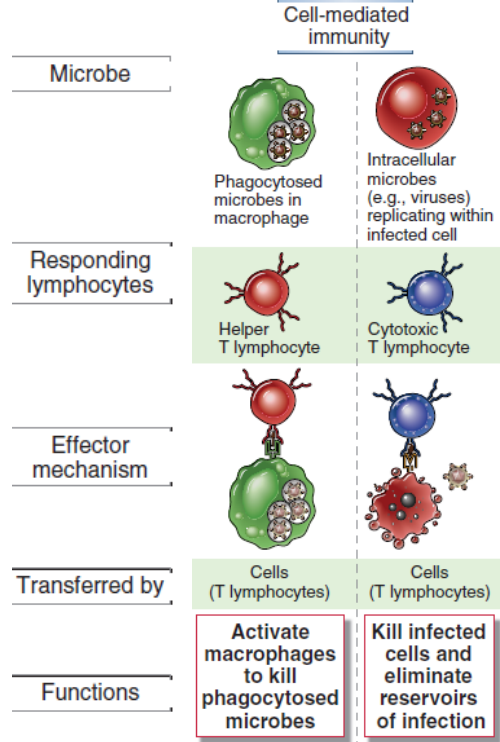 Cell-mediated
immunity
Microbe
Phagocytosed
microbes in
macrophage
Intracellular
microbes
(e.g., viruses)
replicating within
infected cell
Responding
lymphocytes
Helper
T lymphocyte
Cytotoxic
T lymphocyte
Effector
mechanism
Transferred by
Cells
(T lymphocytes)
Cells
(T lymphocytes)
Functions
Activate
macrophages
to kill
phagocytosed
microbes
Kill infected
cells and
eliminate
reservoirs
of infection